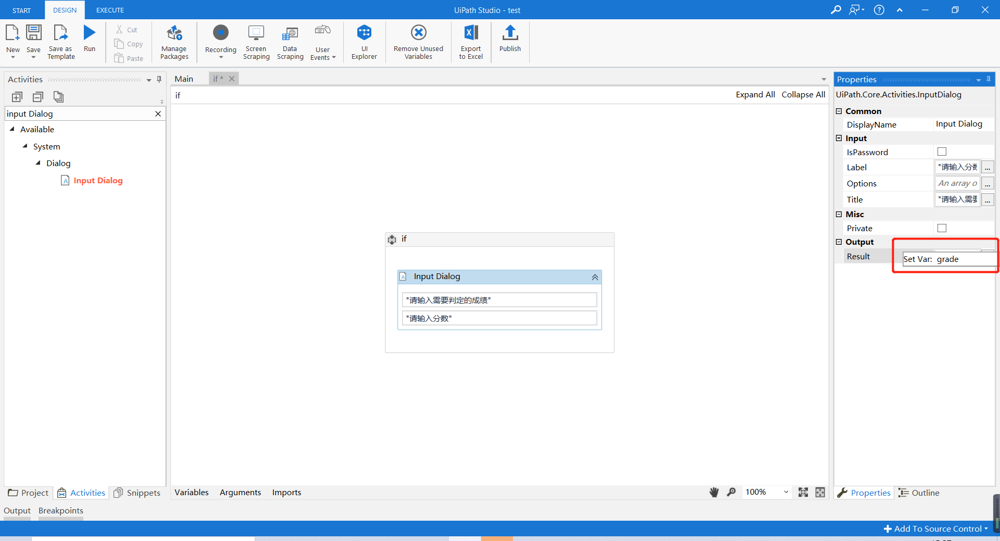 START DESIGN EXECUTE UiPath Studio - test
New Save Save as Template Run
Cut
Copy
Paste
Manage Packages
Recording
Screen Scraping
Data Scraping
User Events
UI Explorer
Remove Unused Variables
Export to Excel
Publish
Activities
input Dialog
Available
System
Dialog
Input Dialog
Main if *
if Expand All Collapse All
if
Input Dialog
"请输入需要判定的成绩"
"请输入分数"
Properties
UiPath.Core.Activities.InputDialog
Common
DisplayName Input Dialog
Input
IsPassword
Label "请输入分数 ...
Options An array o ...
Title "请输入需要 ...
Misc
Private
Output
Result Set Var: grade
Project Activities Snippets
Variables Arguments Imports 100%
Properties Outline
Output Breakpoints
Add To Source Control